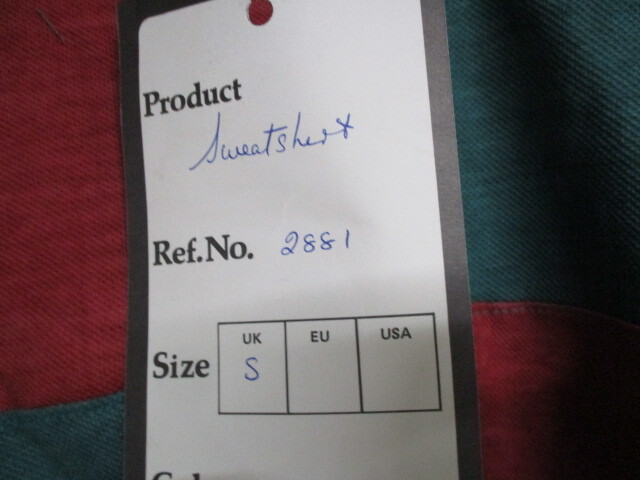 Product
Sweatshert
Ref.No. 2881
UK EU USA
Size S